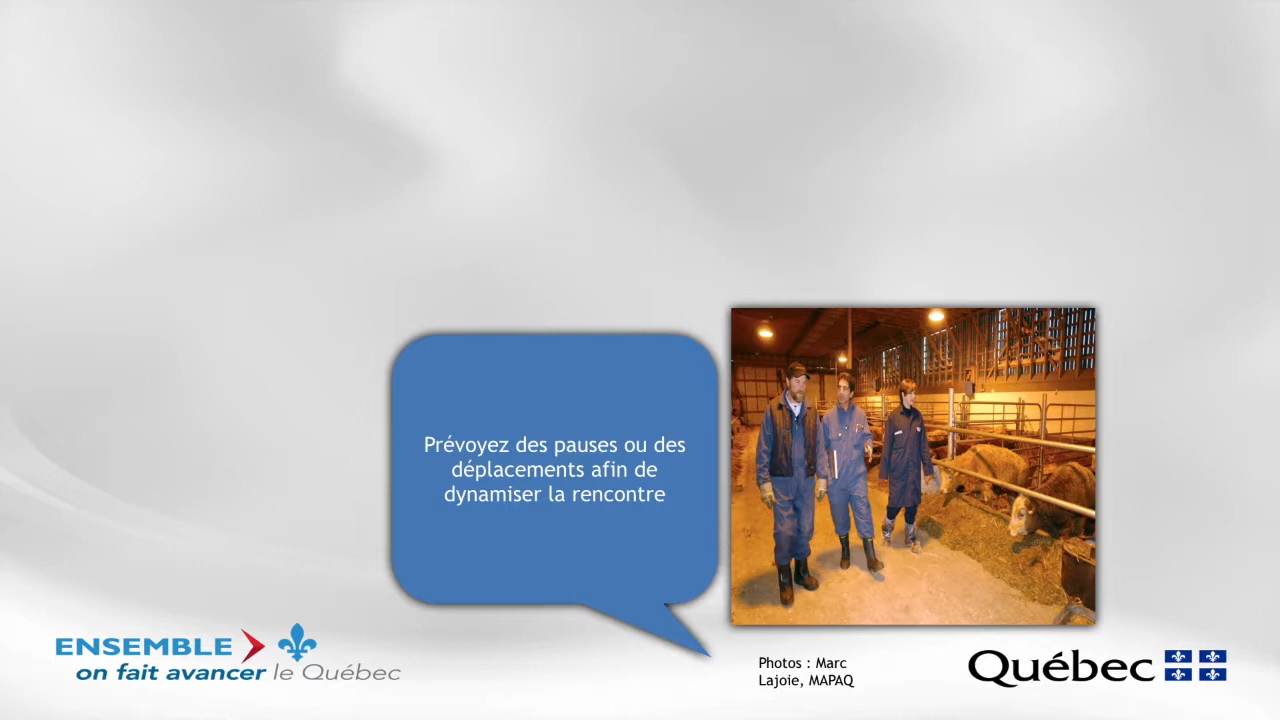 Prévoyez des pauses ou des
déplacements afin de
dynamiser la rencontre
ENSEMBLE
on fait avancer le Québec
Photos : Marc
Lajoie, MAPAQ
Québec